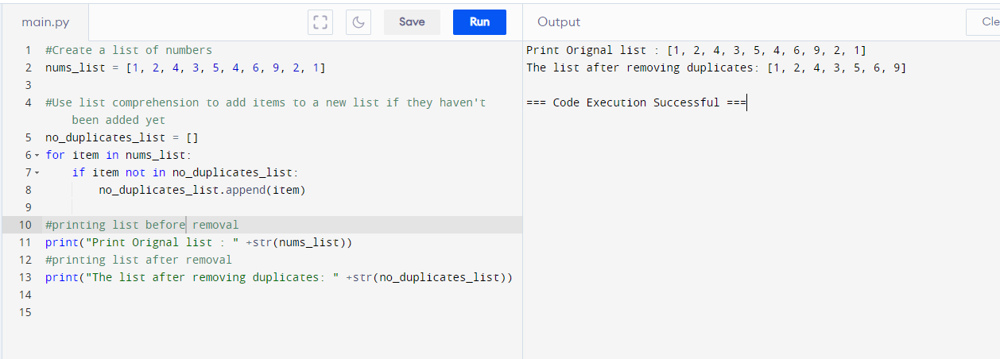 main.py
Save
Run
Output
Cle
1 #Create a list of numbers
2 nums_list = [1, 2, 4, 3, 5, 4, 6, 9, 2, 1]
3
4 #Use list comprehension to add items to a new list if they haven't
been added yet
5 no_duplicates_list = []
6 for item in nums_list:
7 if item not in no_duplicates_list:
8 no_duplicates_list.append(item)
9
10 #printing list before removal
11 print("Print Orignal list : " +str(nums_list))
12 #printing list after removal
13 print("The list after removing duplicates: " +str(no_duplicates_list))
14
15
Print Orignal list : [1, 2, 4, 3, 5, 4, 6, 9, 2, 1]
The list after removing duplicates: [1, 2, 4, 3, 5, 6, 9]
=== Code Execution Successful ===